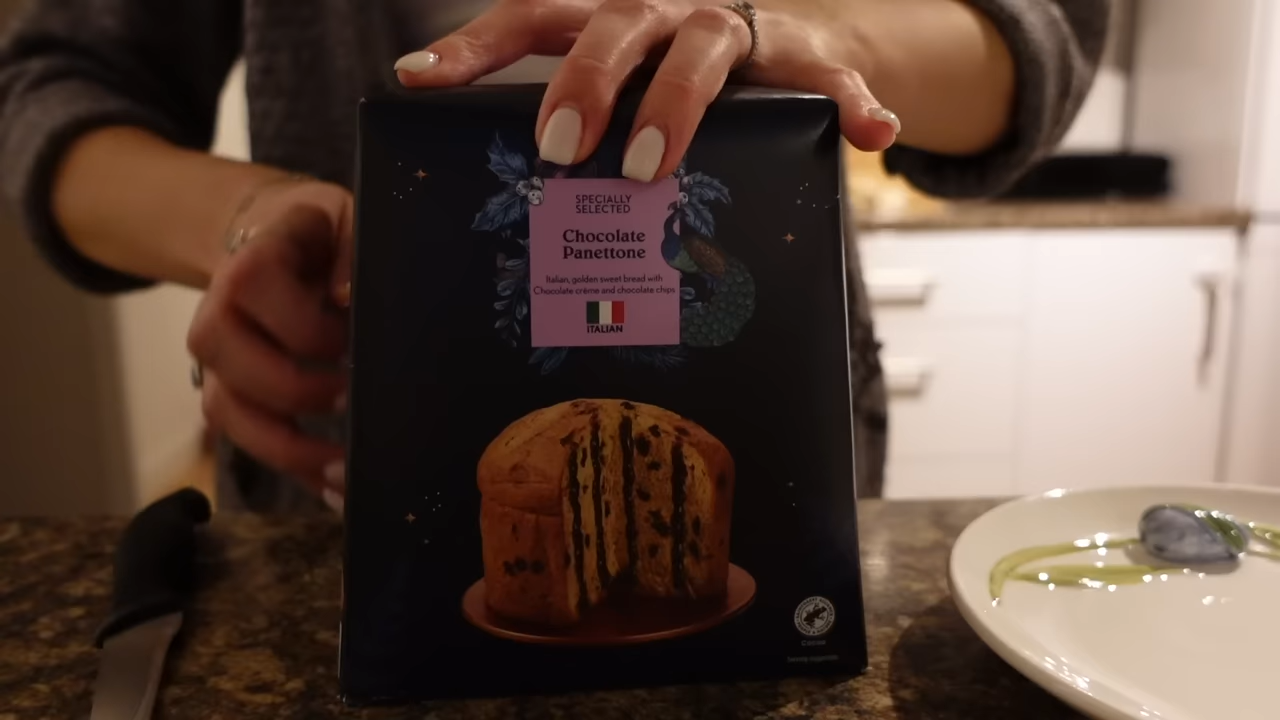 SPECIALLY
SELECTED
Chocolate
Panettone
Italian, golden sweet bread with
Chocolate crème and chocolate chips
ITALIAN